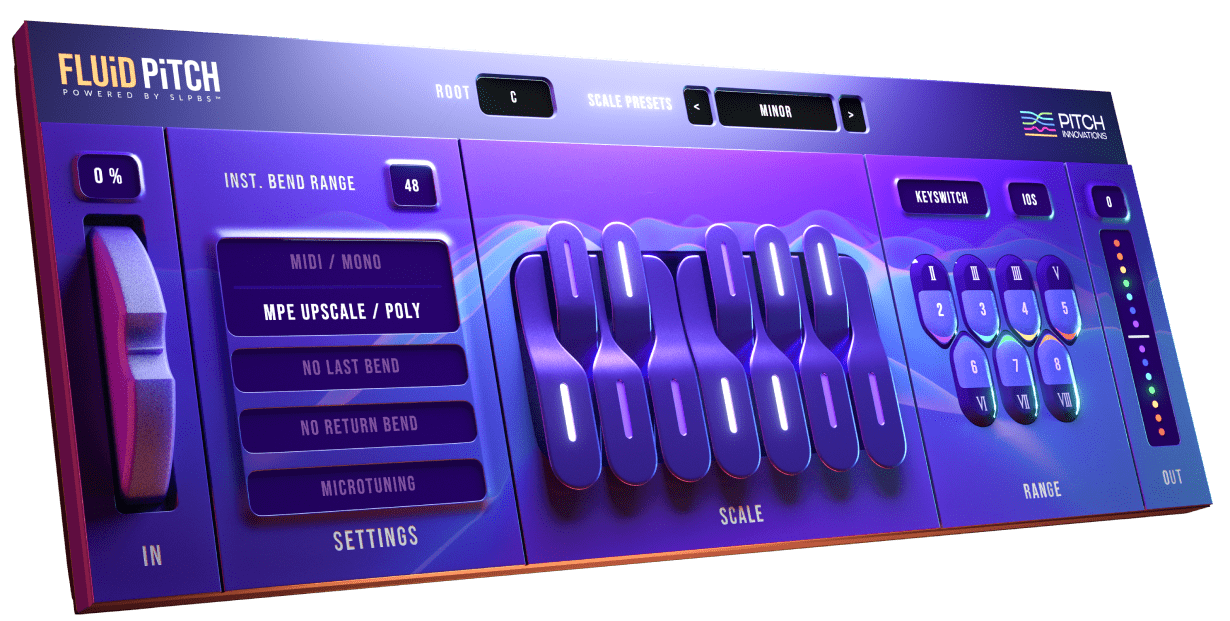 FLUiD PiTCH
POWERED BY SLPB5™
ROOT
C
SCALE PRESETS
<
MINOR
>
PITCH
INNOVATIONS
0 %
IN
INST. BEND RANGE
48
MIDI / MONO
MPE UPSCALE / POLY
NO LAST BEND
NO RETURN BEND
MICROTUNING
SETTINGS
SCALE
KEYSWITCH
IOS
II III IIII V
2 3 4 5
6 7 8
VI VII VIII
RANGE
0
OUT